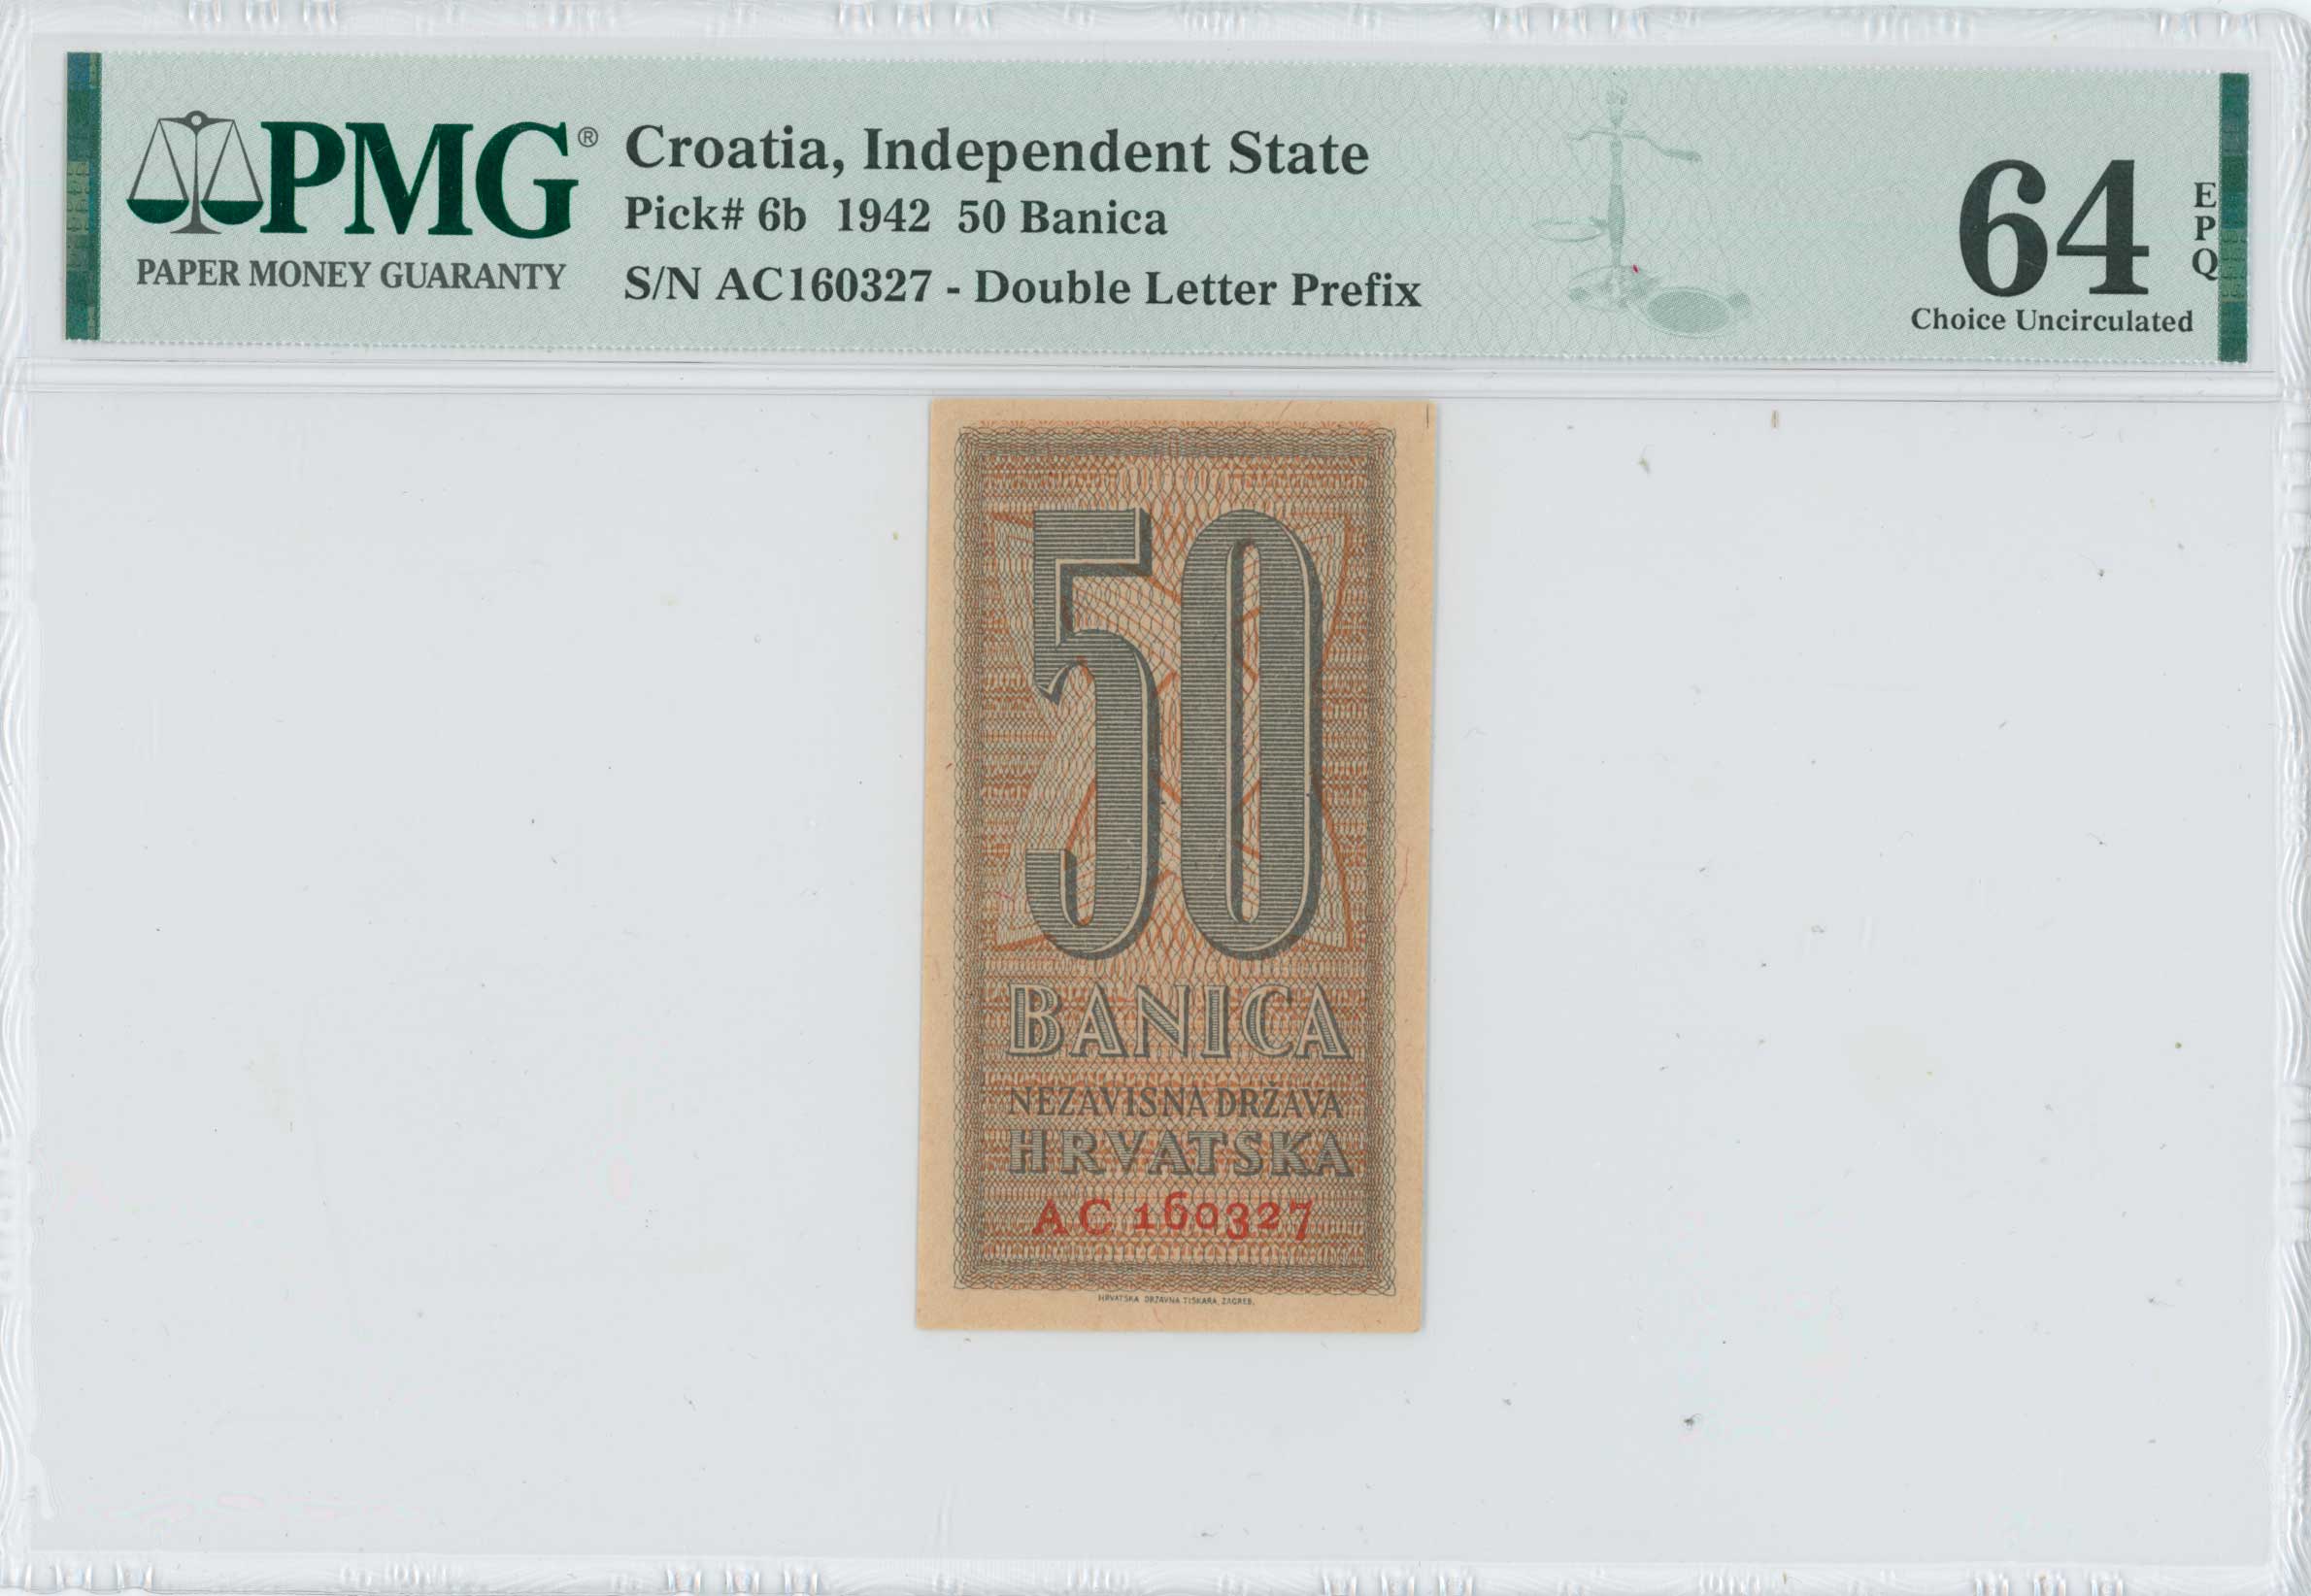 PMG®
PAPER MONEY GUARANTY
Croatia, Independent State
Pick# 6b 1942 50 Banica
S/N AC160327 - Double Letter Prefix
64
EPQ
Choice Uncirculated
50
BANICA
NEZAVISNA DRŽAVA
HRVATSKA
AC 160327
HRVATSKA DRŽAVNA TISKARA, ZAGREB.